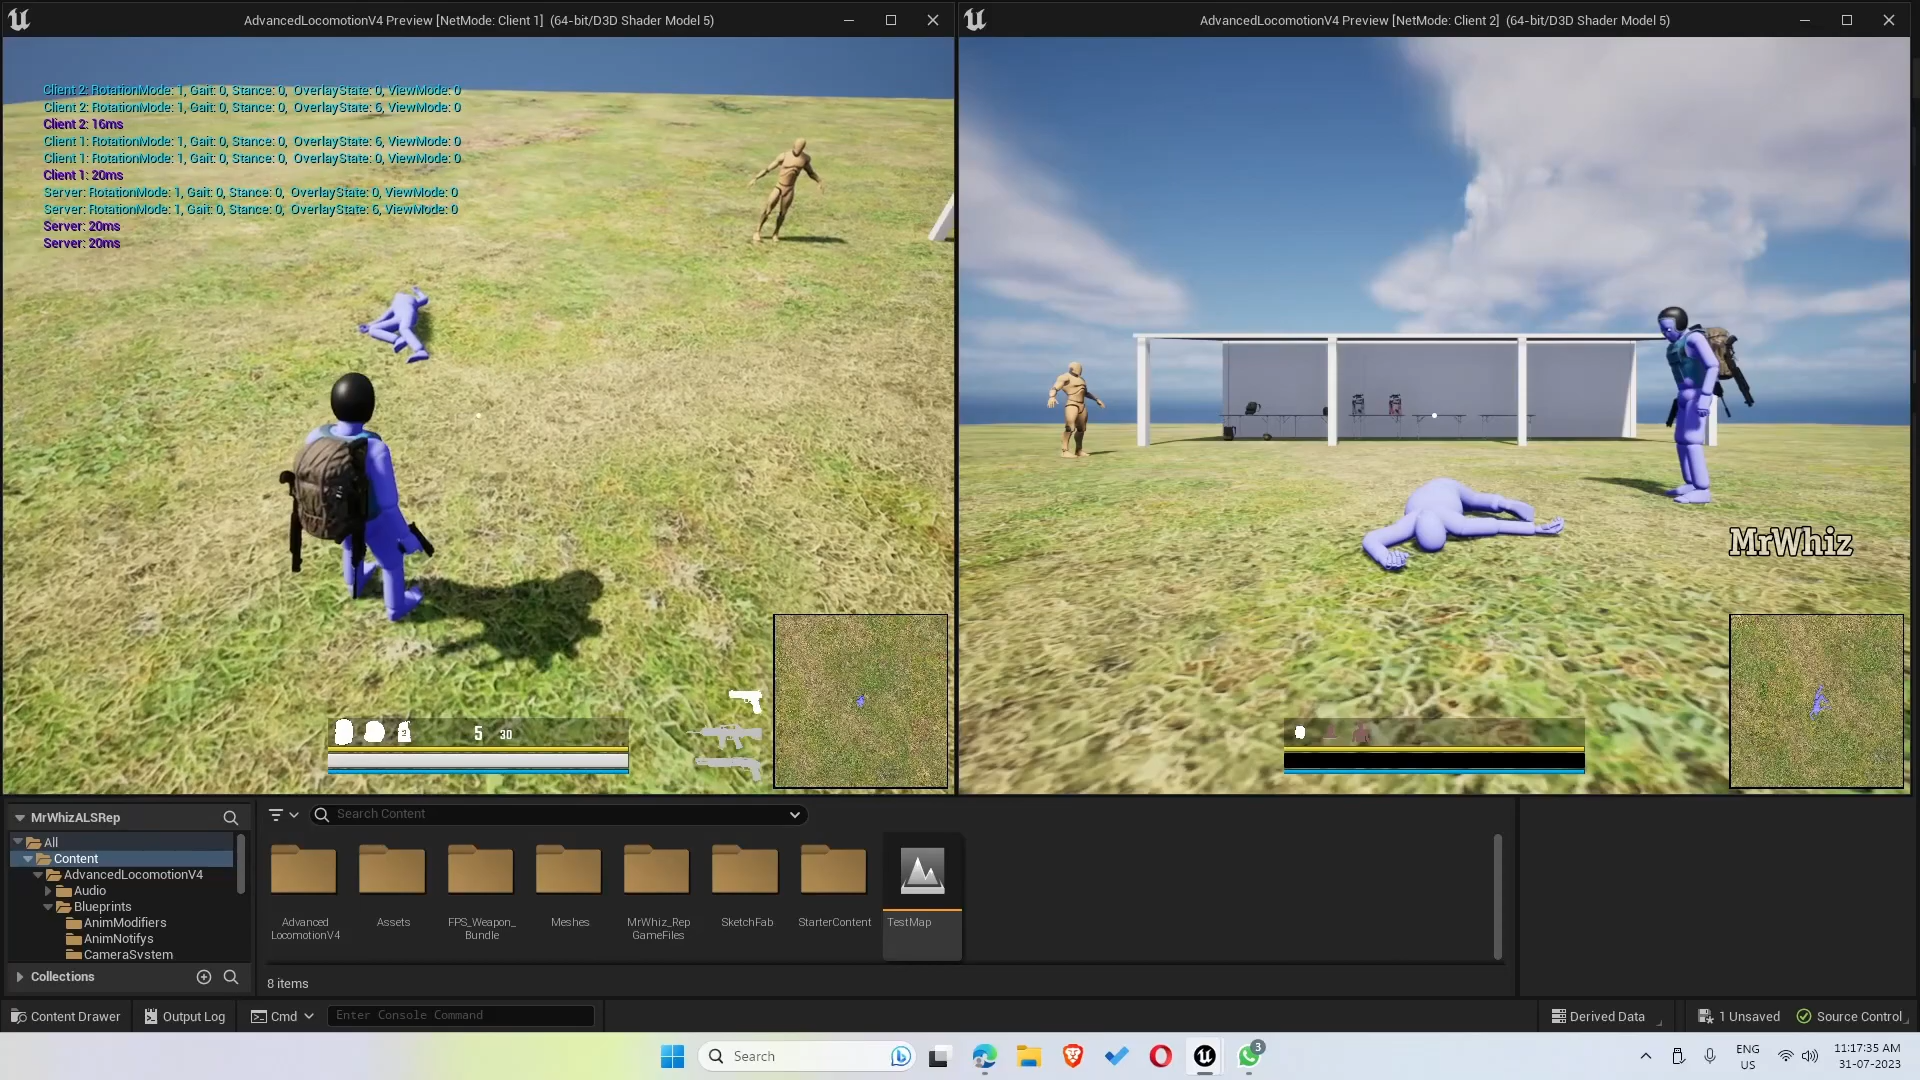 AdvancedLocomotionV4 Preview [NetMode: Client 1] (64-bit/D3D Shader Model 5)
AdvancedLocomotionV4 Preview [NetMode: Client 2] (64-bit/D3D Shader Model 5)
Client 2: RotationMode: 1, Gait: 0, Stance: 0, OverlayState: 0, ViewMode: 0
Client 2: RotationMode: 1, Gait: 0, Stance: 0, OverlayState: 6, ViewMode: 0
Client 2: 16ms
Client 1: RotationMode: 1, Gait: 0, Stance: 0, OverlayState: 6, ViewMode: 0
Client 1: RotationMode: 1, Gait: 0, Stance: 0, OverlayState: 0, ViewMode: 0
Client 1: 20ms
Server: RotationMode: 1, Gait: 0, Stance: 0, OverlayState: 0, ViewMode: 0
Server: RotationMode: 1, Gait: 0, Stance: 0, OverlayState: 6, ViewMode: 0
Server: 20ms
Server: 20ms
MrWhiz
5 30
MrWhizALSRep
Search Content
All
Content
AdvancedLocomotionV4
Audio
Blueprints
AnimModifiers
AnimNotifys
CameraSystem
Collections
Advanced
LocomotionV4
Assets
FPS_Weapon_
Bundle
Meshes
MrWhiz_Rep
GameFiles
SketchFab
StarterContent
TestMap
8 items
Content Drawer
Output Log
Cmd
Enter Console Command
Derived Data
1 Unsaved
Source Control
Search
3
ENG
US
11:17:35 AM
31-07-2023